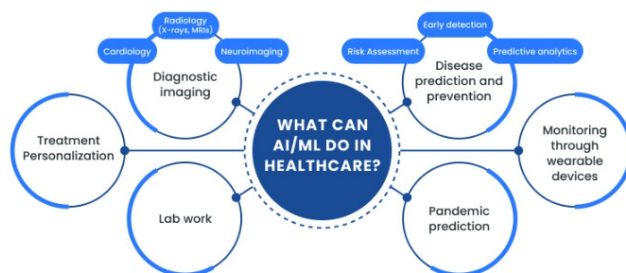 Radiology
(X-rays, MRIs)
Cardiology
Neuroimaging
Diagnostic
imaging
Early detection
Risk Assessment
Predictive analytics
Disease
prediction and
prevention
WHAT CAN
AI/ML DO IN
HEALTHCARE?
Treatment
Personalization
Monitoring
through
wearable
devices
Lab work
Pandemic
prediction